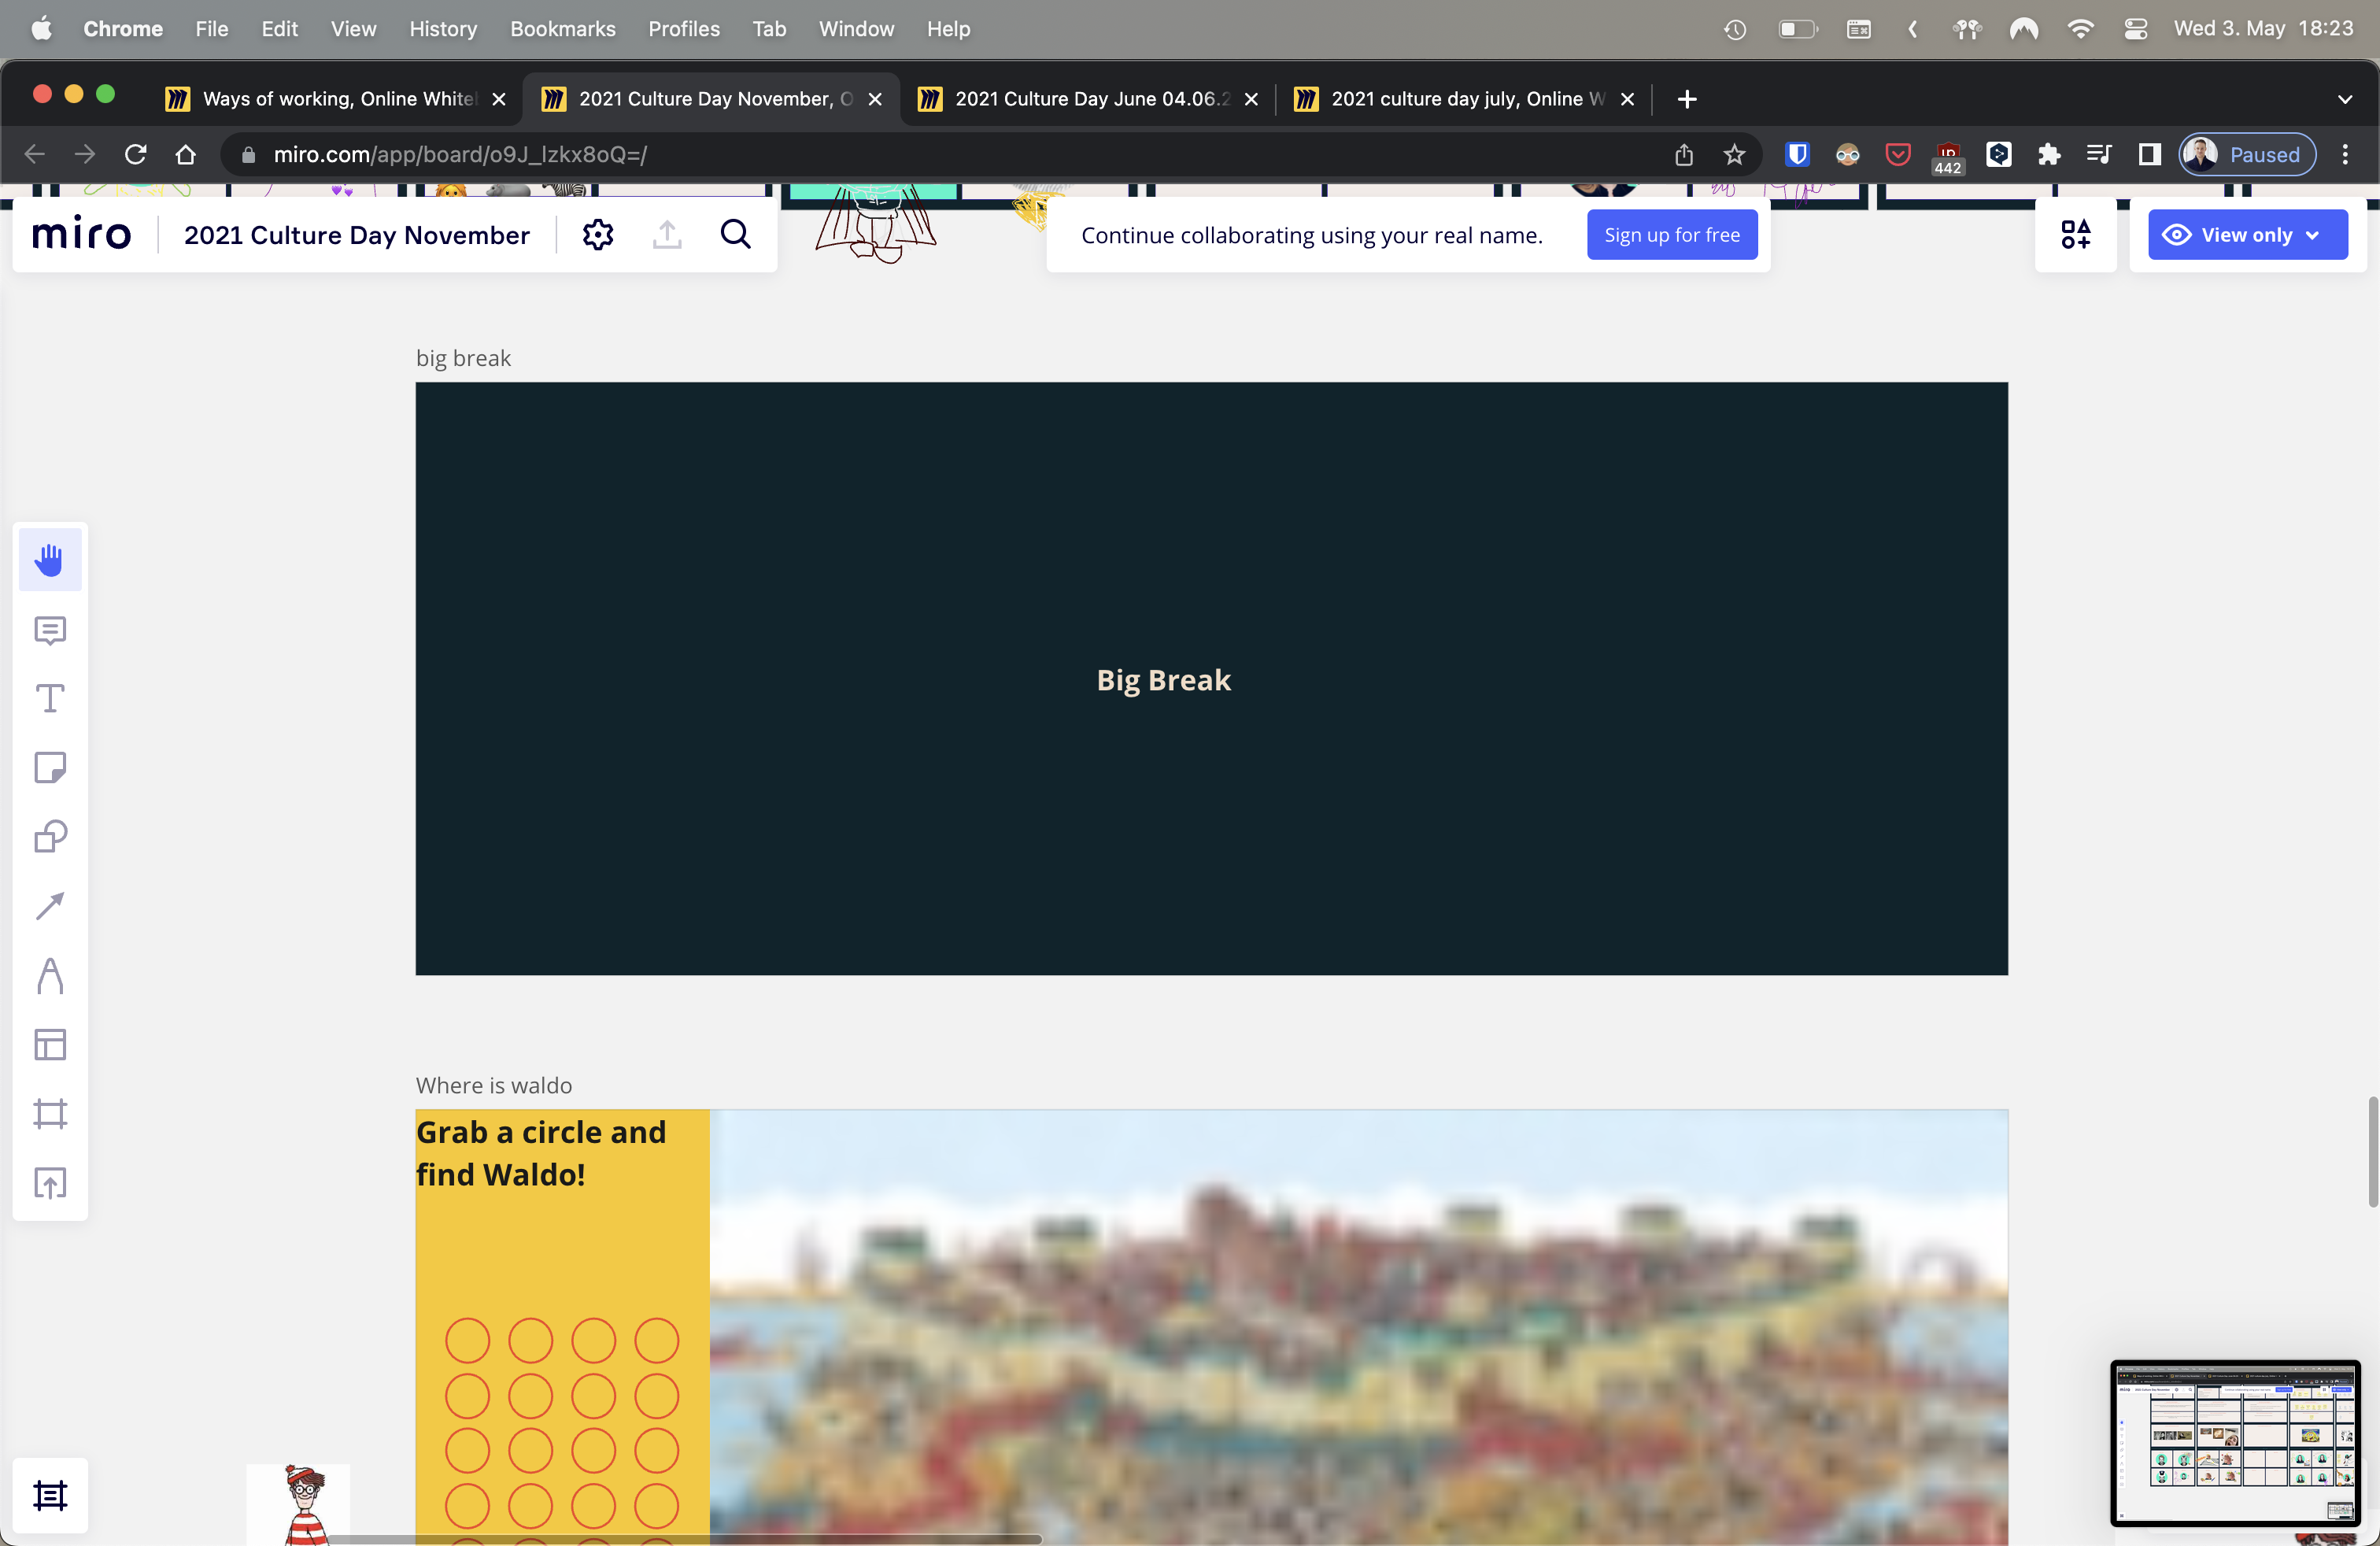 Chrome File Edit View History Bookmarks Profiles Tab Window Help Wed 3. May 18:23
Ways of working, Online White 2021 Culture Day November, O 2021 Culture Day June 04.06.2 2021 culture day july, Online W
miro.com/app/board/o9J_lzkx8oQ=/ 442 Paused
miro 2021 Culture Day November Continue collaborating using your real name. Sign up for free View only
big break
Big Break
Where is waldo
Grab a circle and
find Waldo!